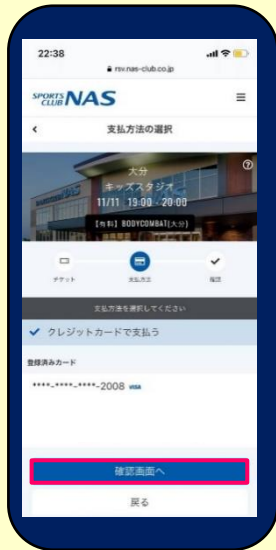 22:38
rsv.nas-club.co.jp
SPORTS CLUB NAS
支払方法の選択
大分
キッズスタジオ
11/11 19:00 - 20:00
【有料】BODYCOMBAT(大分)
チケット 支払方法 確認
支払方法を選択してください
クレジットカードで支払う
登録済みカード
****-****-****-2008 VISA
確認画面へ
戻る